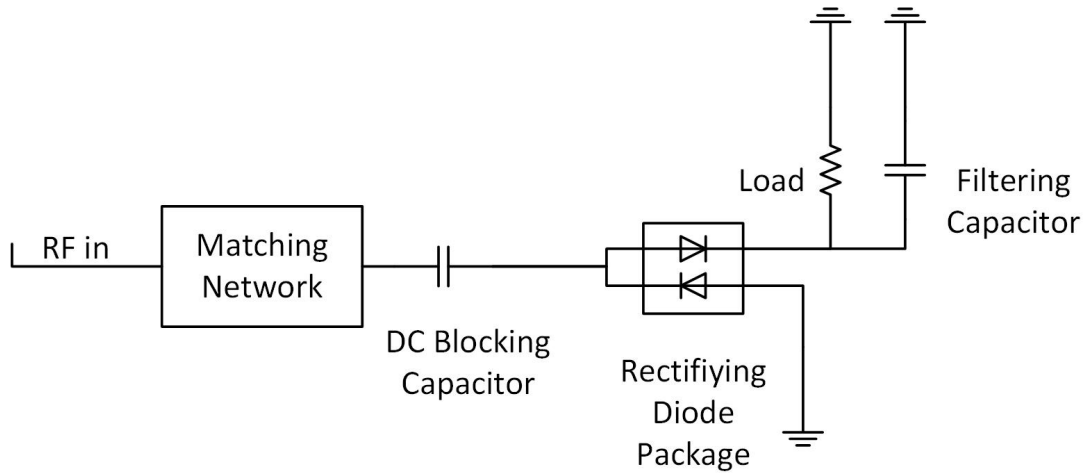 Load
Filtering
Capacitor
RF in
Matching
Network
DC Blocking
Capacitor
Rectifiying
Diode
Package